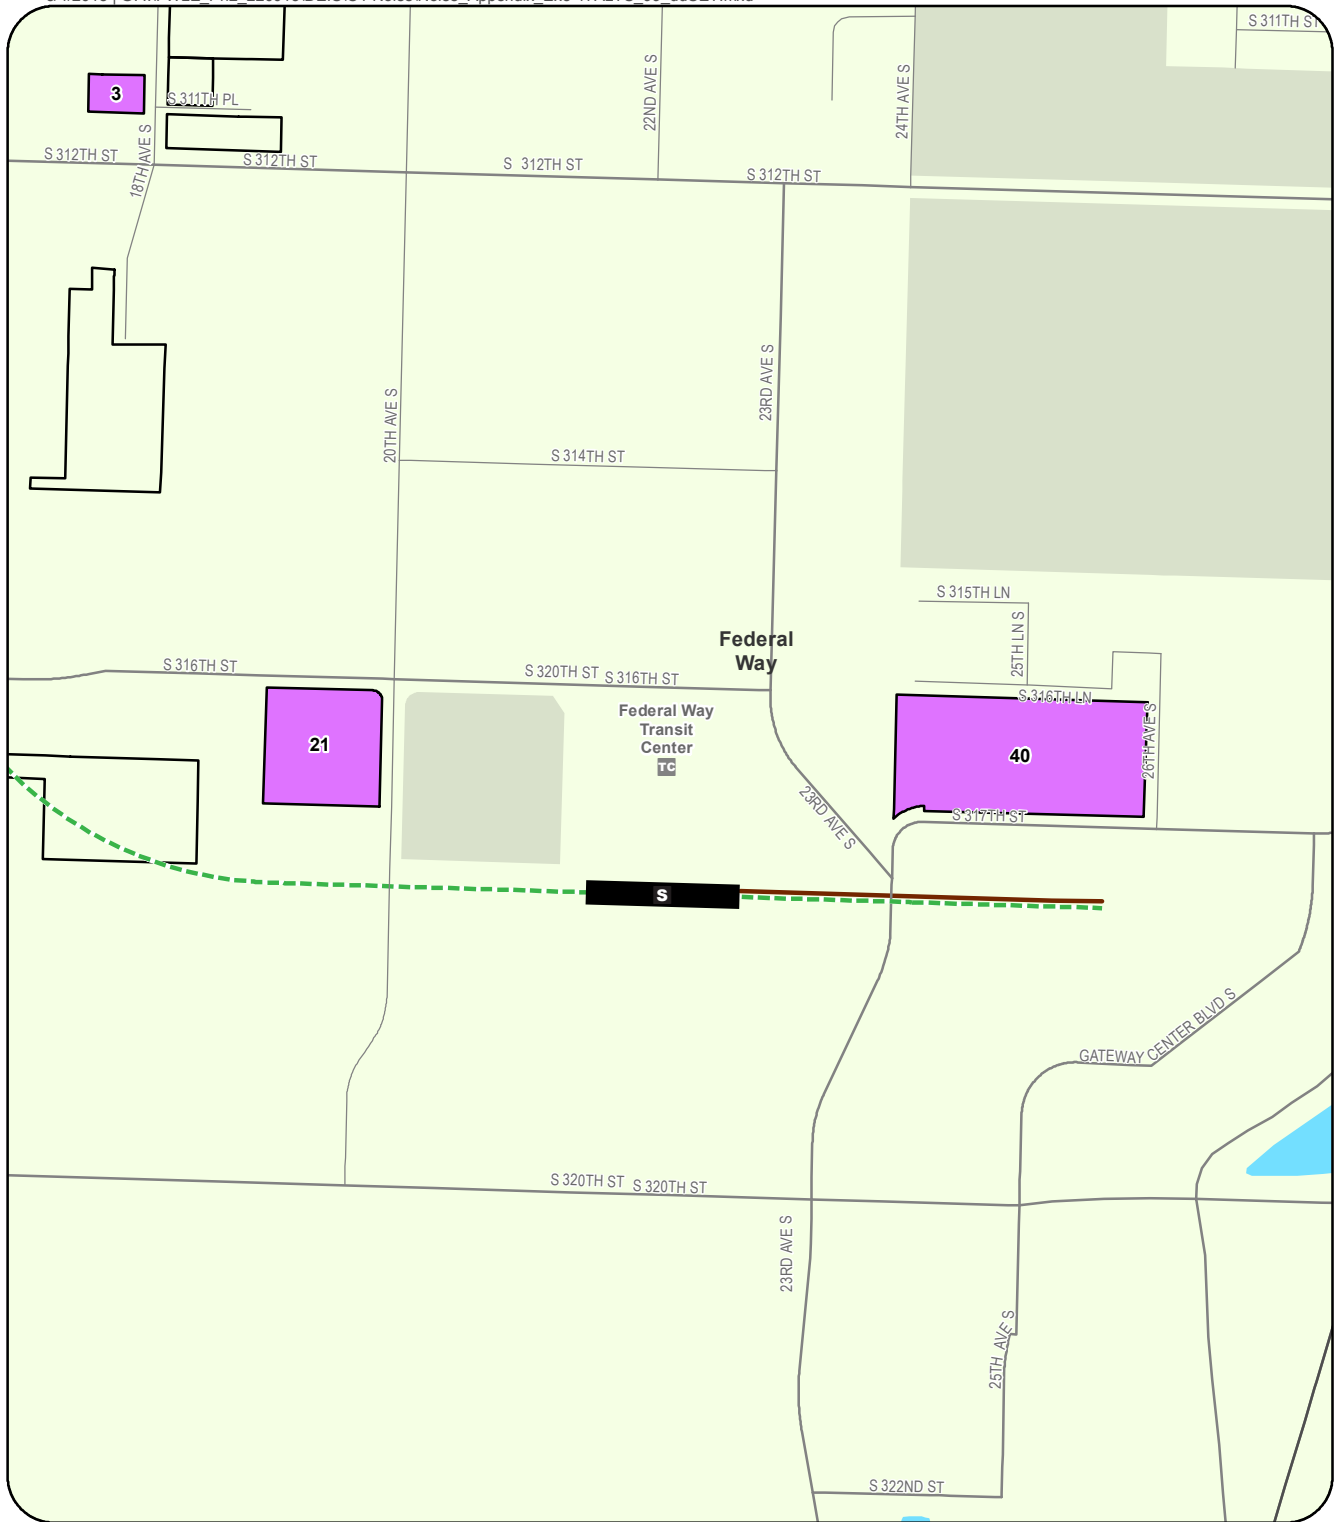 S 311TH ST
3
S 311TH PL
22ND AVE S
24TH AVE S
18TH AVE S
S 312TH ST
S 312TH ST
S 312TH ST
S 312TH ST
23RD AVE S
20TH AVE S
S 314TH ST
S 315TH LN
25TH LN S
Federal
Way
S 316TH ST
S 320TH ST
S 316TH ST
S 316TH LN
26TH AVE S
Federal Way
Transit
Center
TC
21
40
23RD AVE S
S 317TH ST
S
GATEWAY CENTER BLVD S
S 320TH ST
S 320TH ST
23RD AVE S
25TH AVE S
S 322ND ST